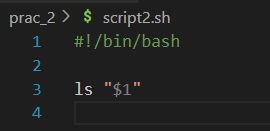 prac_2 > $ script2.sh
1 #!/bin/bash
2
3 ls "$1"
4